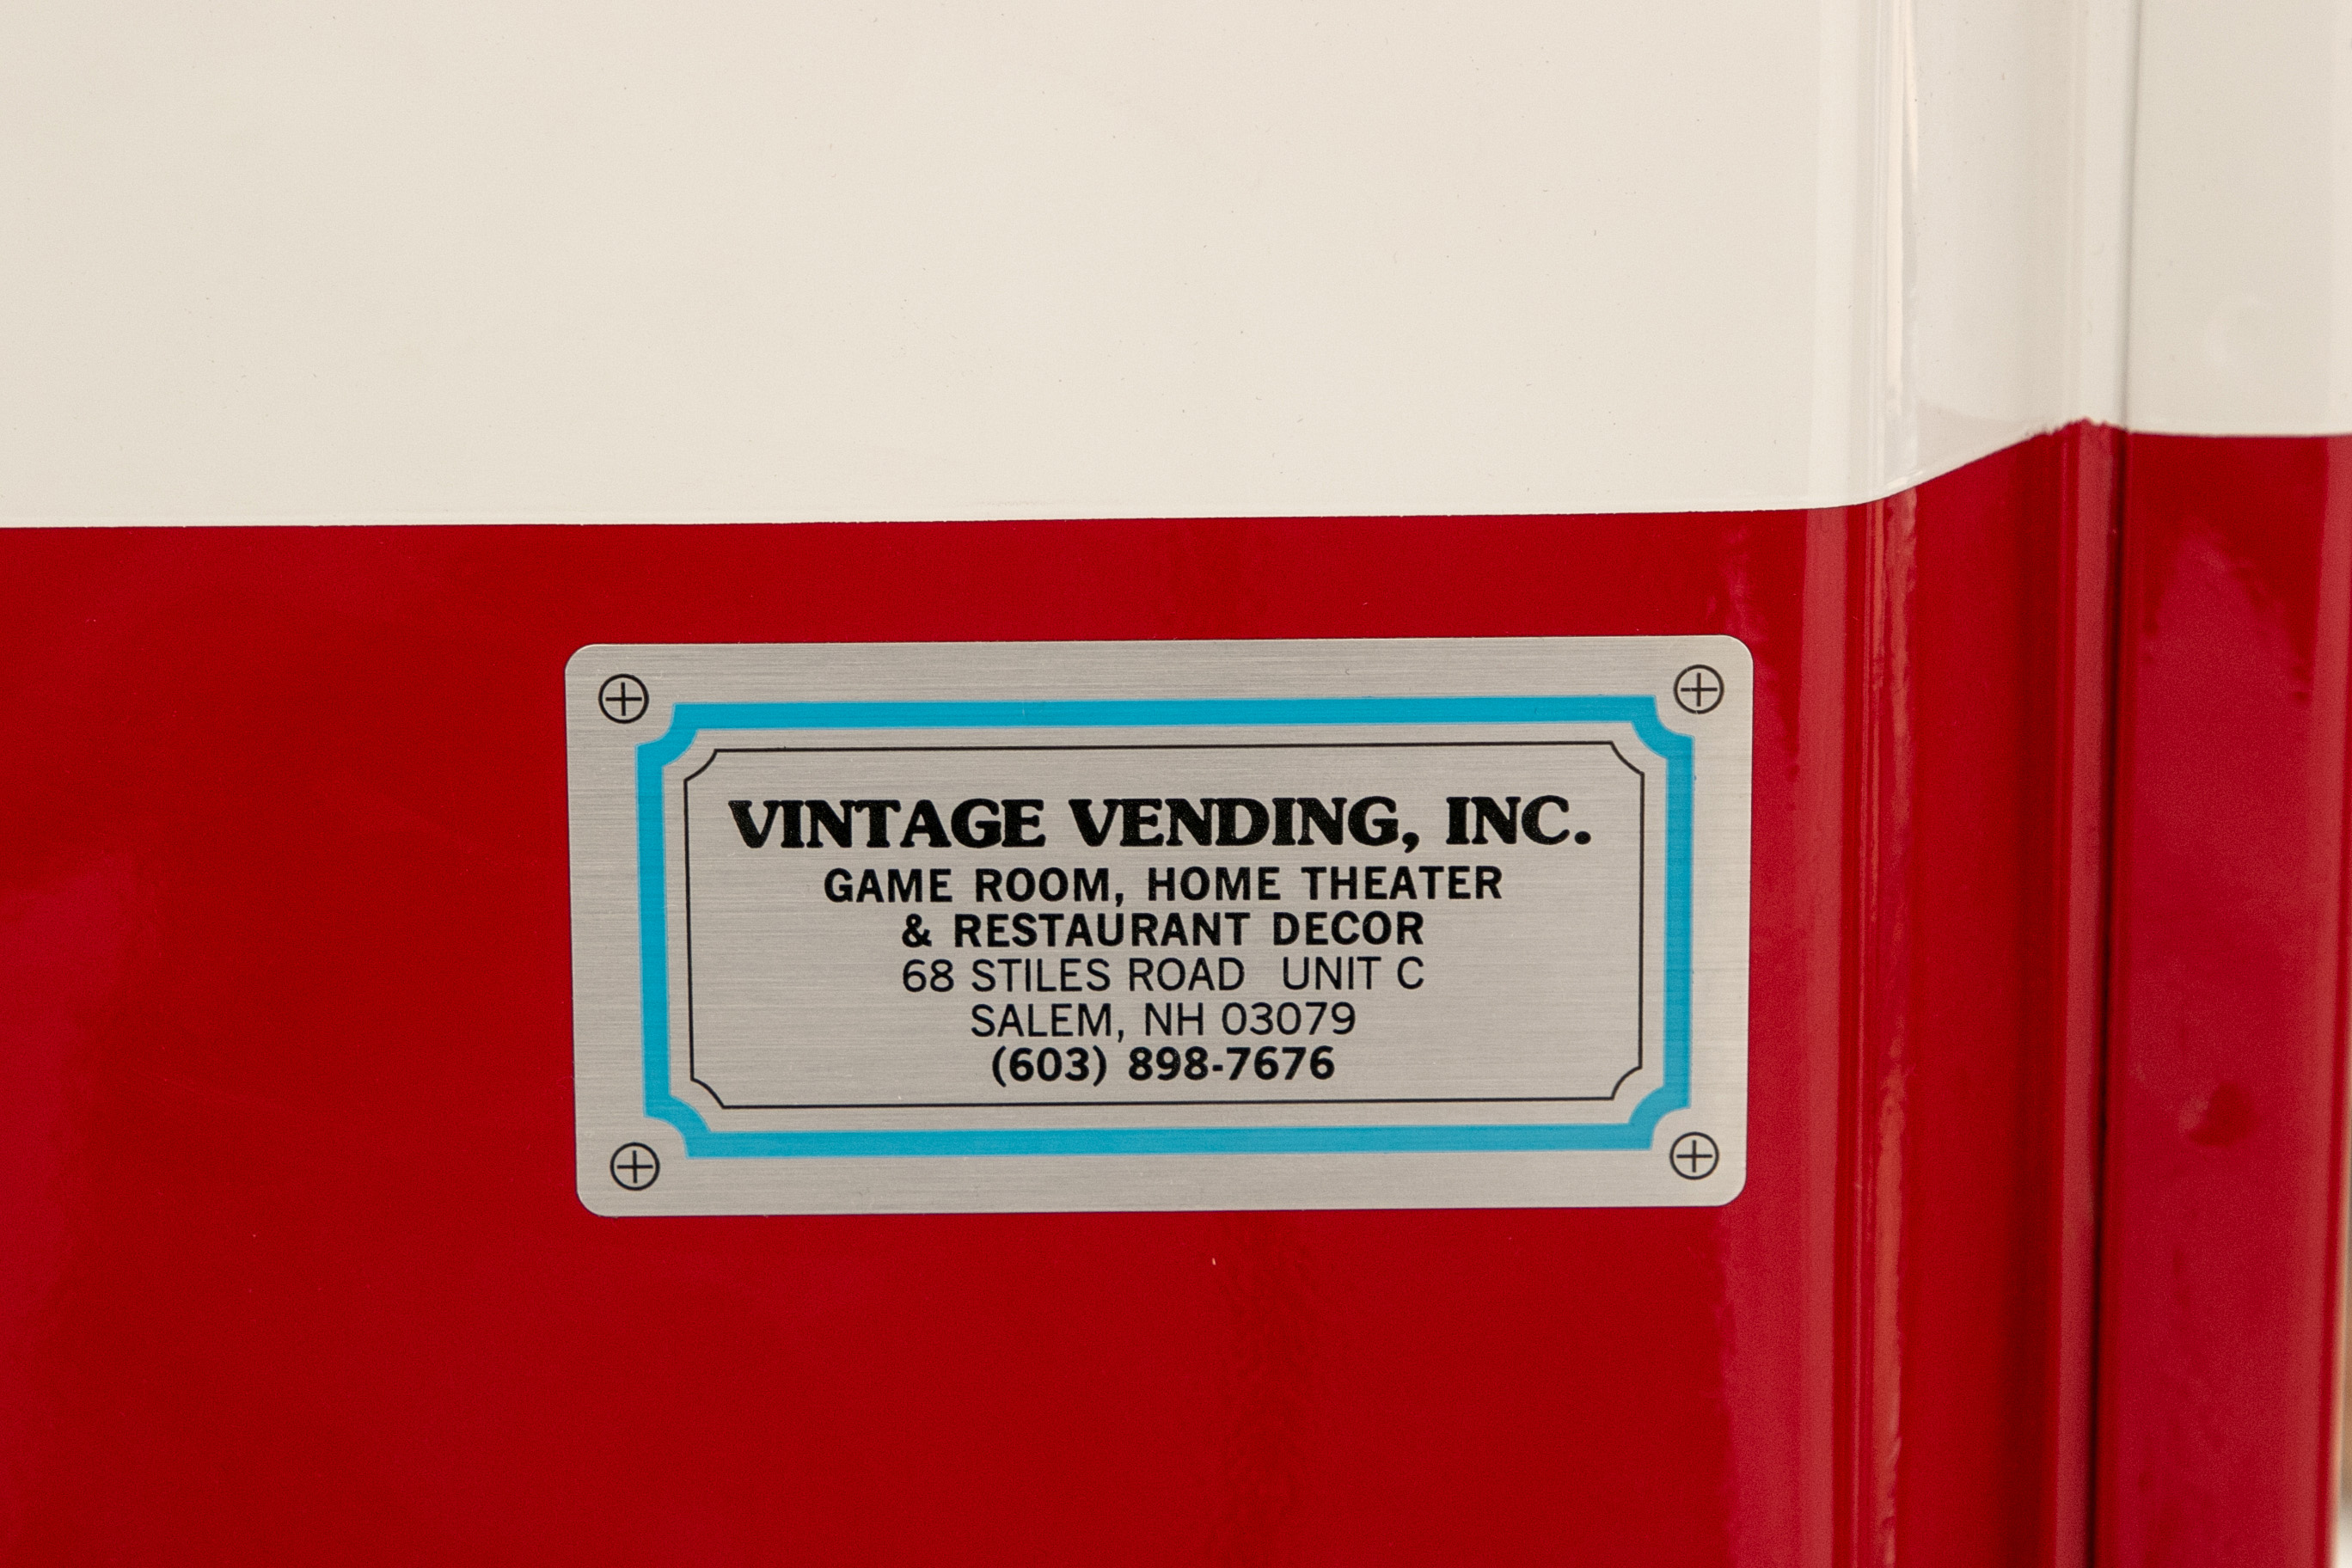 VINTAGE VENDING, INC.
GAME ROOM, HOME THEATER
& RESTAURANT DECOR
68 STILES ROAD UNIT C
SALEM, NH 03079
(603) 898-7676